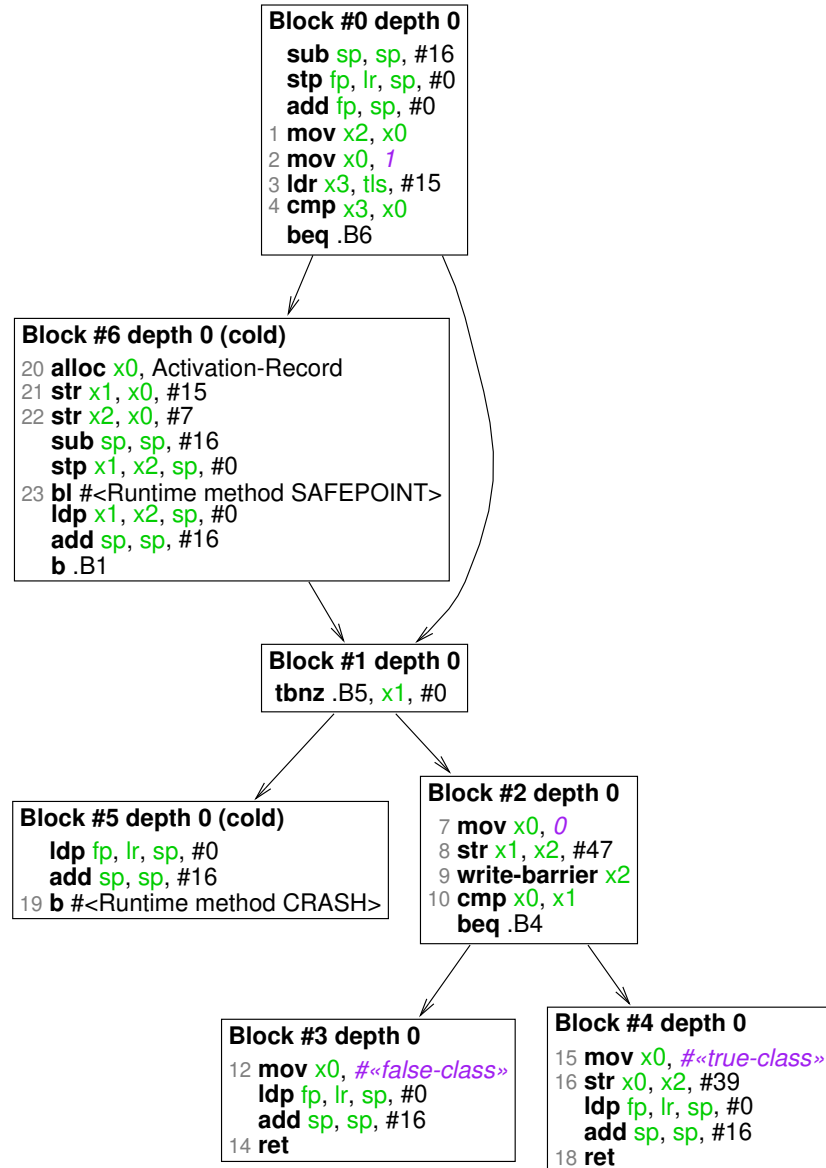 Block #0 depth 0
sub sp, sp, #16
stp fp, lr, sp, #0
add fp, sp, #0
1 mov x2, x0
2 mov x0, 1
3 ldr x3, tls, #15
4 cmp x3, x0
beq .B6
Block #6 depth 0 (cold)
20 alloc x0, Activation-Record
21 str x1, x0, #15
22 str x2, x0, #7
sub sp, sp, #16
stp x1, x2, sp, #0
23 bl #<Runtime method SAFEPOINT>
ldp x1, x2, sp, #0
add sp, sp, #16
b .B1
Block #1 depth 0
tbnz .B5, x1, #0
Block #5 depth 0 (cold)
ldp fp, lr, sp, #0
add sp, sp, #16
19 b #<Runtime method CRASH>
Block #2 depth 0
7 mov x0, 0
8 str x1, x2, #47
9 write-barrier x2
10 cmp x0, x1
beq .B4
Block #3 depth 0
12 mov x0, #«false-class»
ldp fp, lr, sp, #0
add sp, sp, #16
14 ret
Block #4 depth 0
15 mov x0, #«true-class»
16 str x0, x2, #39
ldp fp, lr, sp, #0
add sp, sp, #16
18 ret